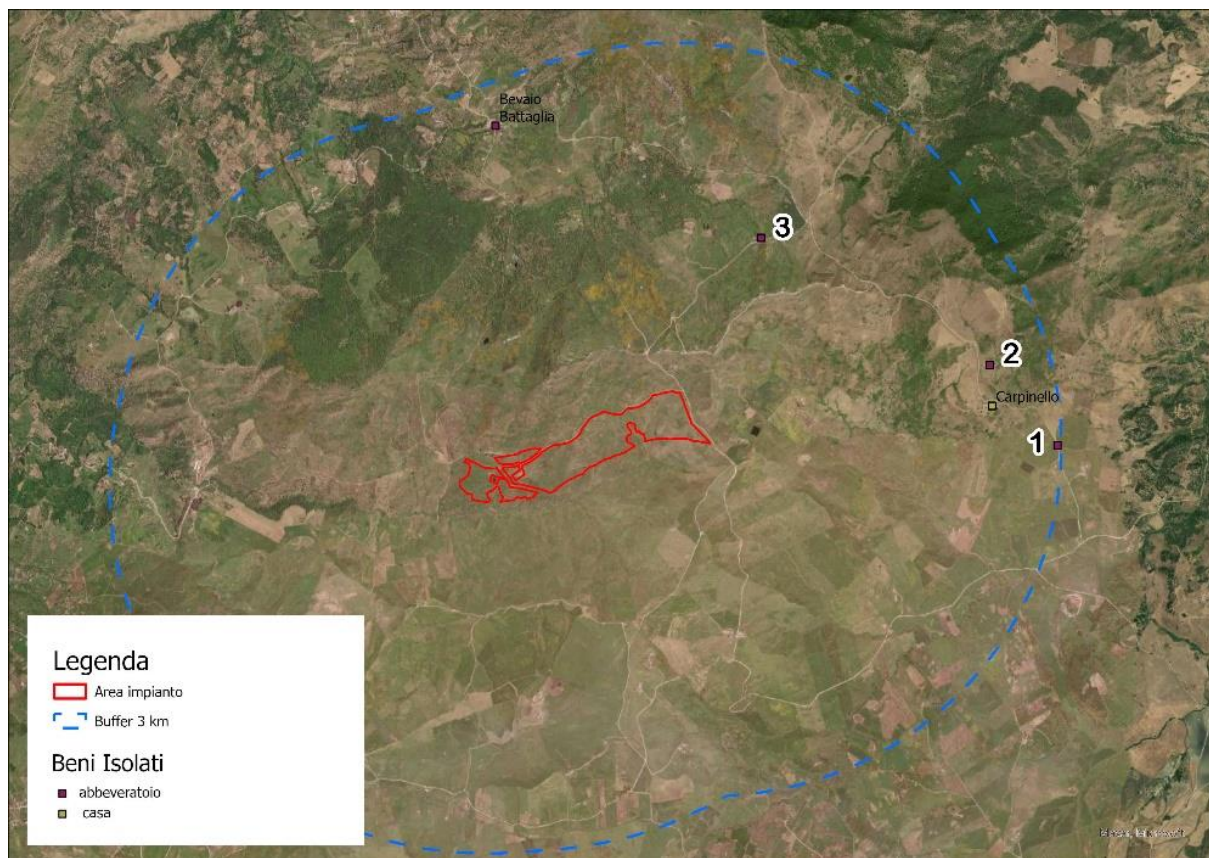 Bevaio
Battaglia
3
2
Carpinello
1
Legenda
Area impianto
Buffer 3 km
Beni Isolati
abbeveratoio
casa